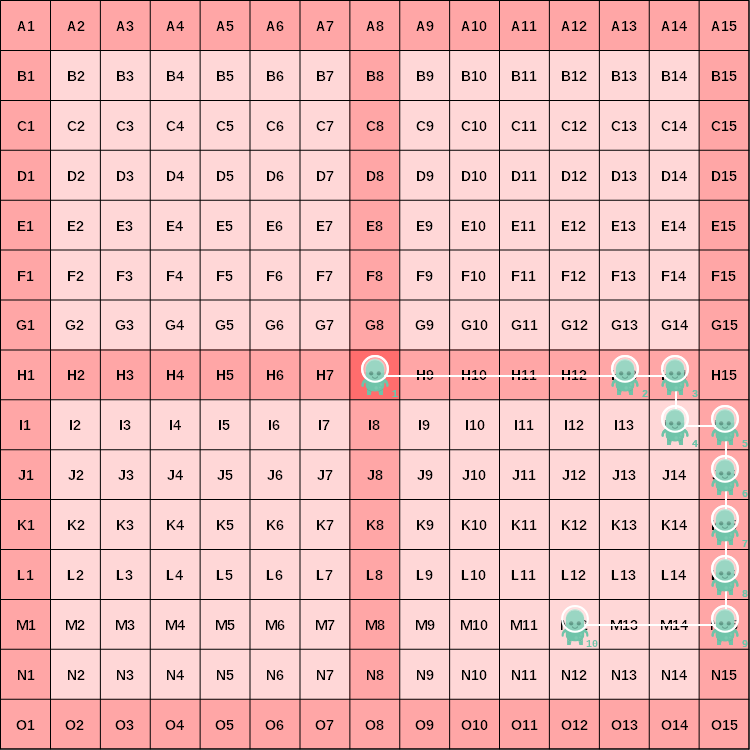 A1 A2 A3 A4 A5 A6 A7 A8 A9 A10 A11 A12 A13 A14 A15
B1 B2 B3 B4 B5 B6 B7 B8 B9 B10 B11 B12 B13 B14 B15
C1 C2 C3 C4 C5 C6 C7 C8 C9 C10 C11 C12 C13 C14 C15
D1 D2 D3 D4 D5 D6 D7 D8 D9 D10 D11 D12 D13 D14 D15
E1 E2 E3 E4 E5 E6 E7 E8 E9 E10 E11 E12 E13 E14 E15
F1 F2 F3 F4 F5 F6 F7 F8 F9 F10 F11 F12 F13 F14 F15
G1 G2 G3 G4 G5 G6 G7 G8 G9 G10 G11 G12 G13 G14 G15
H1 H2 H3 H4 H5 H6 H7 1 H9 H10 H11 H12 2 3 H15
I1 I2 I3 I4 I5 I6 I7 I8 I9 I10 I11 I12 I13 4 5
J1 J2 J3 J4 J5 J6 J7 J8 J9 J10 J11 J12 J13 J14 6
K1 K2 K3 K4 K5 K6 K7 K8 K9 K10 K11 K12 K13 K14 7
L1 L2 L3 L4 L5 L6 L7 L8 L9 L10 L11 L12 L13 L14 8
M1 M2 M3 M4 M5 M6 M7 M8 M9 M10 M11 10 M13 M14 9
N1 N2 N3 N4 N5 N6 N7 N8 N9 N10 N11 N12 N13 N14 N15
O1 O2 O3 O4 O5 O6 O7 O8 O9 O10 O11 O12 O13 O14 O15